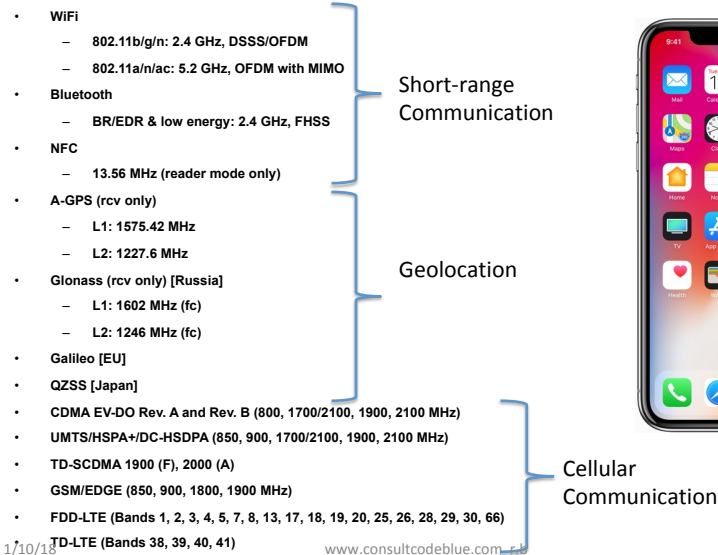 • WiFi
– 802.11b/g/n: 2.4 GHz, DSSS/OFDM
– 802.11a/n/ac: 5.2 GHz, OFDM with MIMO
• Bluetooth
– BR/EDR & low energy: 2.4 GHz, FHSS
• NFC
– 13.56 MHz (reader mode only)
Short-range
Communication
• A-GPS (rcv only)
– L1: 1575.42 MHz
– L2: 1227.6 MHz
• Glonass (rcv only) [Russia]
– L1: 1602 MHz (fc)
– L2: 1246 MHz (fc)
• Galileo [EU]
• QZSS [Japan]
Geolocation
• CDMA EV-DO Rev. A and Rev. B (800, 1700/2100, 1900, 2100 MHz)
• UMTS/HSPA+/DC-HSDPA (850, 900, 1700/2100, 1900, 2100 MHz)
• TD-SCDMA 1900 (F), 2000 (A)
• GSM/EDGE (850, 900, 1800, 1900 MHz)
• FDD-LTE (Bands 1, 2, 3, 4, 5, 7, 8, 13, 17, 18, 19, 20, 25, 26, 28, 29, 30, 66)
• TD-LTE (Bands 38, 39, 40, 41)
Cellular
Communication
9:41
Mail
Maps
Home
TV
App
Health
1/10/18
www.consultcodeblue.com